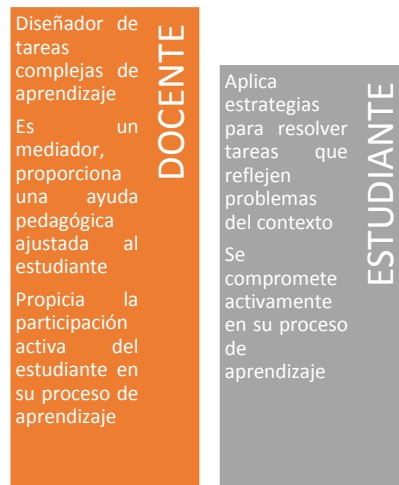 DOCENTE
Diseñador de
tareas
complejas de
aprendizaje
Es un
mediador,
proporciona
una ayuda
pedagógica
ajustada al
estudiante
Propicia la
participación
activa del
estudiante en
su proceso de
aprendizaje
ESTUDIANTE
Aplica
estrategias
para resolver
tareas que
reflejen
problemas
del contexto
Se
compromete
activamente
en su proceso
de
aprendizaje